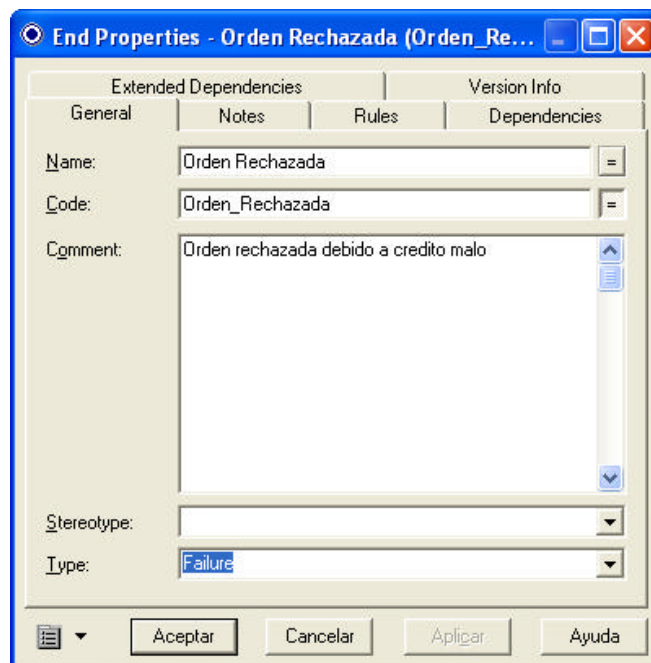 End Properties - Orden Rechazada (Orden_Re...
Extended Dependencies Version Info
General Notes Rules Dependencies
Name: Orden Rechazada =
Code: Orden_Rechazada =
Comment: Orden rechazada debido a credito malo
Stereotype:
Type: Failure
Aceptar Cancelar Aplicar Ayuda